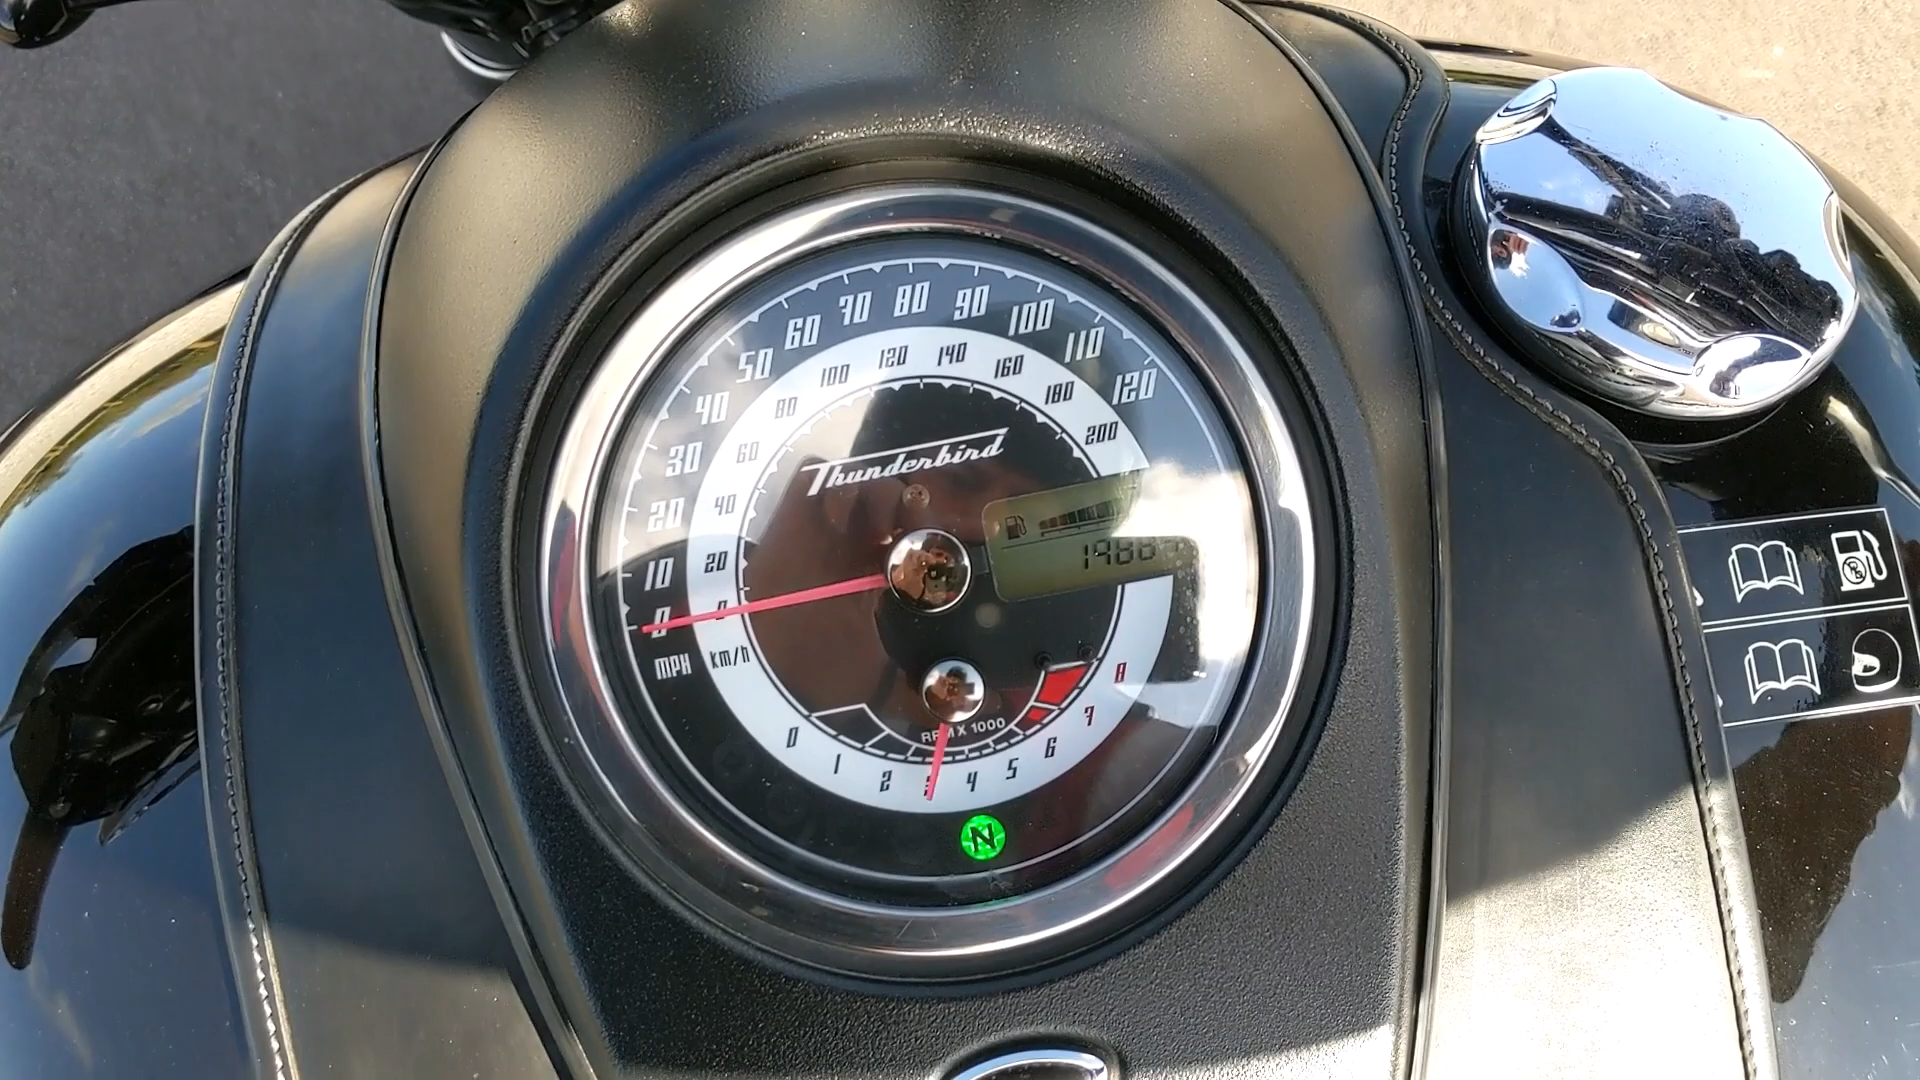 70 80 90
60 100
50 110
40 120
30
20
10
0
MPH
100 120 140 160
80 180
60 200
40
20
km/h
Thunderbird
RPM X 1000
0 1 2 3 4 5 6 7 8
N